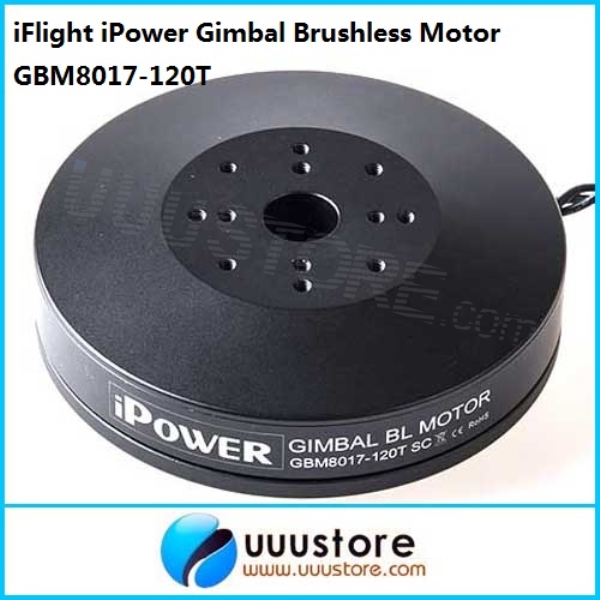 iFlight iPower Gimbal Brushless Motor
GBM8017-120T
UUUSTORE.com
iPOWER
GIMBAL BL MOTOR
GBM8017-120T SC CE RoHS
uuustore
www.uuustore.com